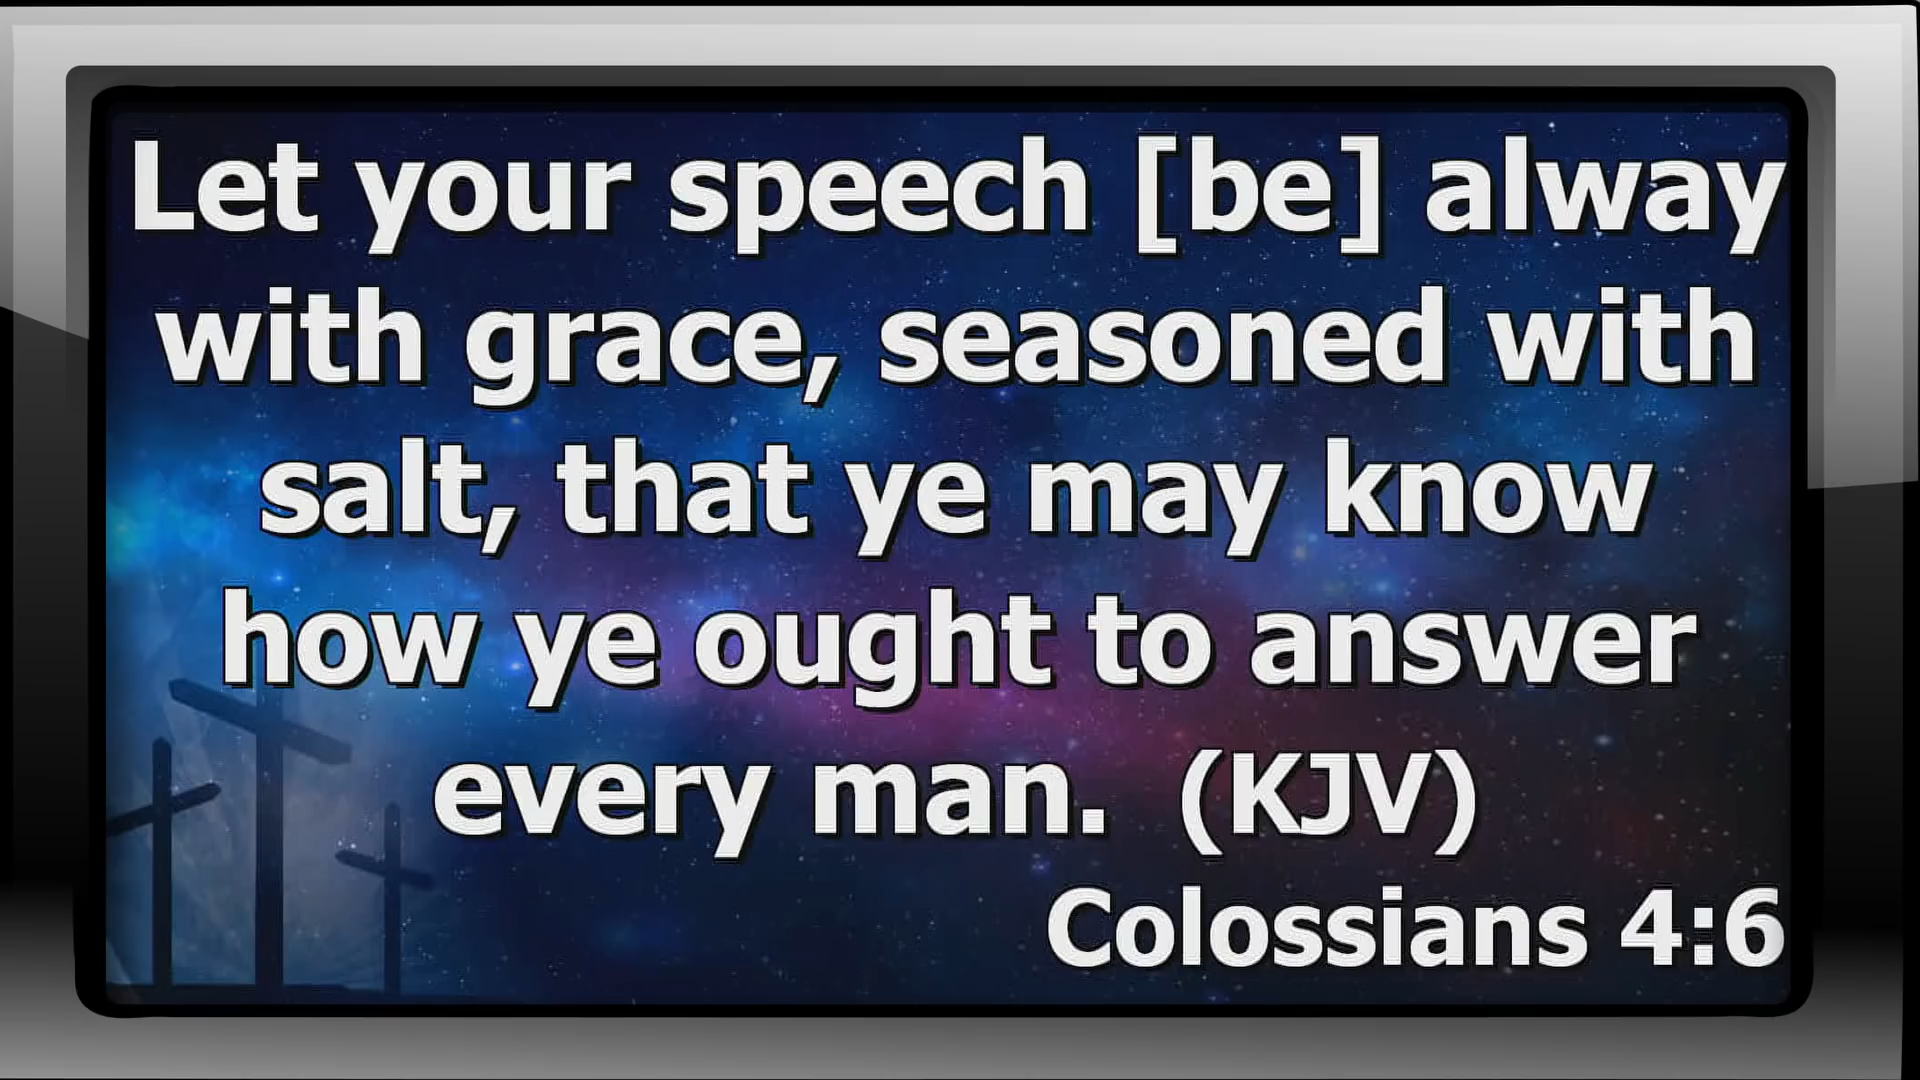 Let your speech [be] alway
with grace, seasoned with
salt, that ye may know
how ye ought to answer
every man. (KJV)
Colossians 4:6